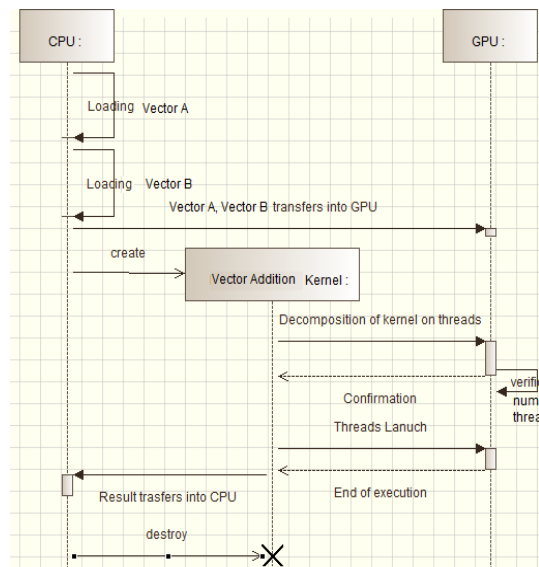 CPU :
GPU :
Loading Vector A
Loading Vector B
Vector A, Vector B transfers into GPU
create
Vector Addition Kernel :
Decomposition of kernel on threads
Confirmation
Threads Lanuch
Result trasfers into CPU
End of execution
destroy